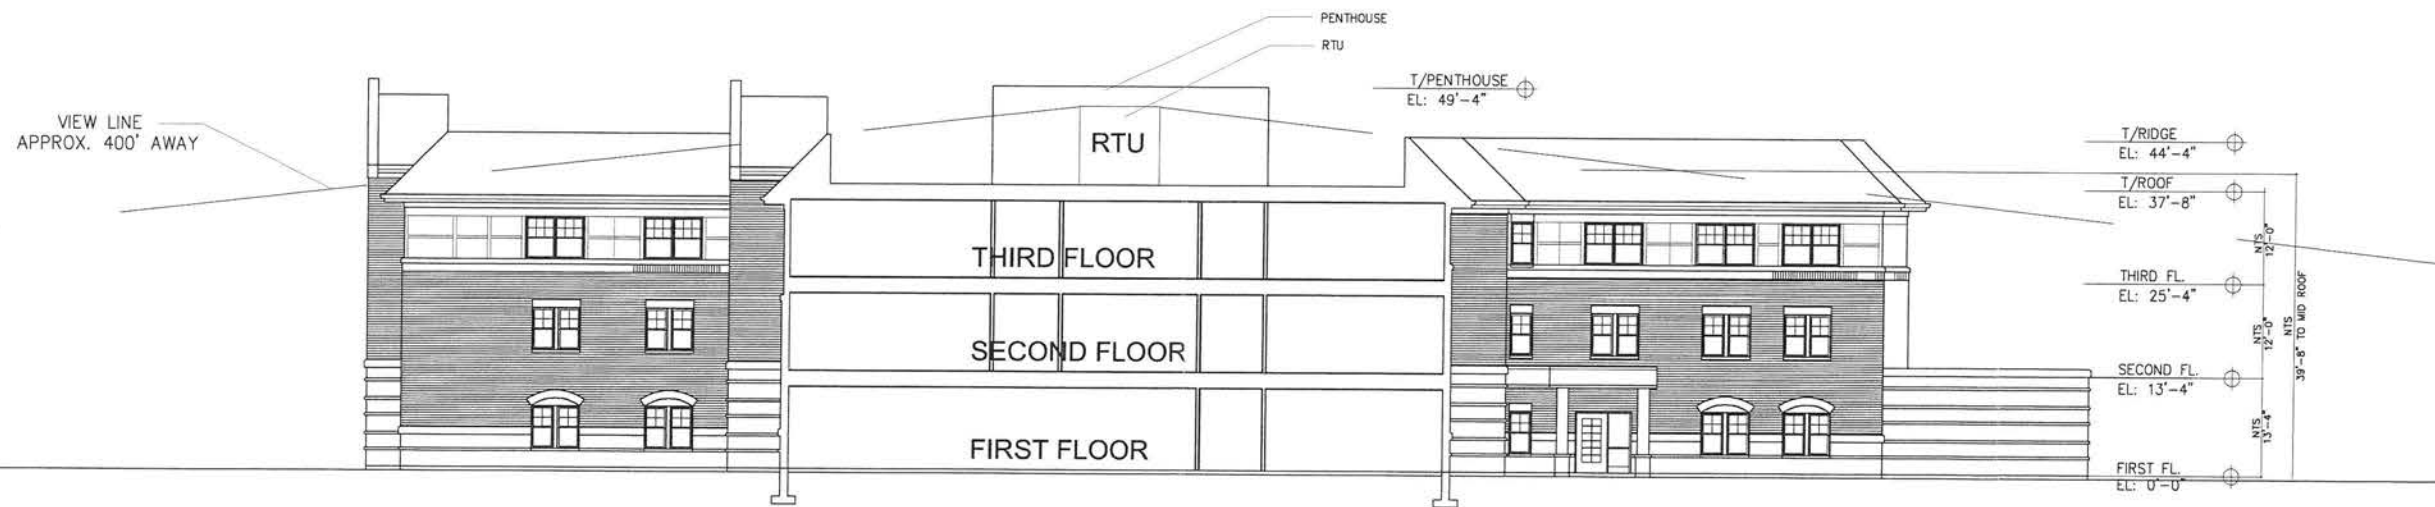 PENTHOUSE
RTU
T/PENTHOUSE
EL: 49'-4"
VIEW LINE
APPROX. 400' AWAY
RTU
T/RIDGE
EL: 44'-4"
T/ROOF
EL: 37'-8"
NTS
12'-0"
THIRD FLOOR
THIRD FL.
EL: 25'-4"
NTS
12'-0"
NTS
39'-8" TO MID ROOF
SECOND FLOOR
SECOND FL.
EL: 13'-4"
NTS
13'-4"
FIRST FLOOR
FIRST FL.
EL: 0'-0"